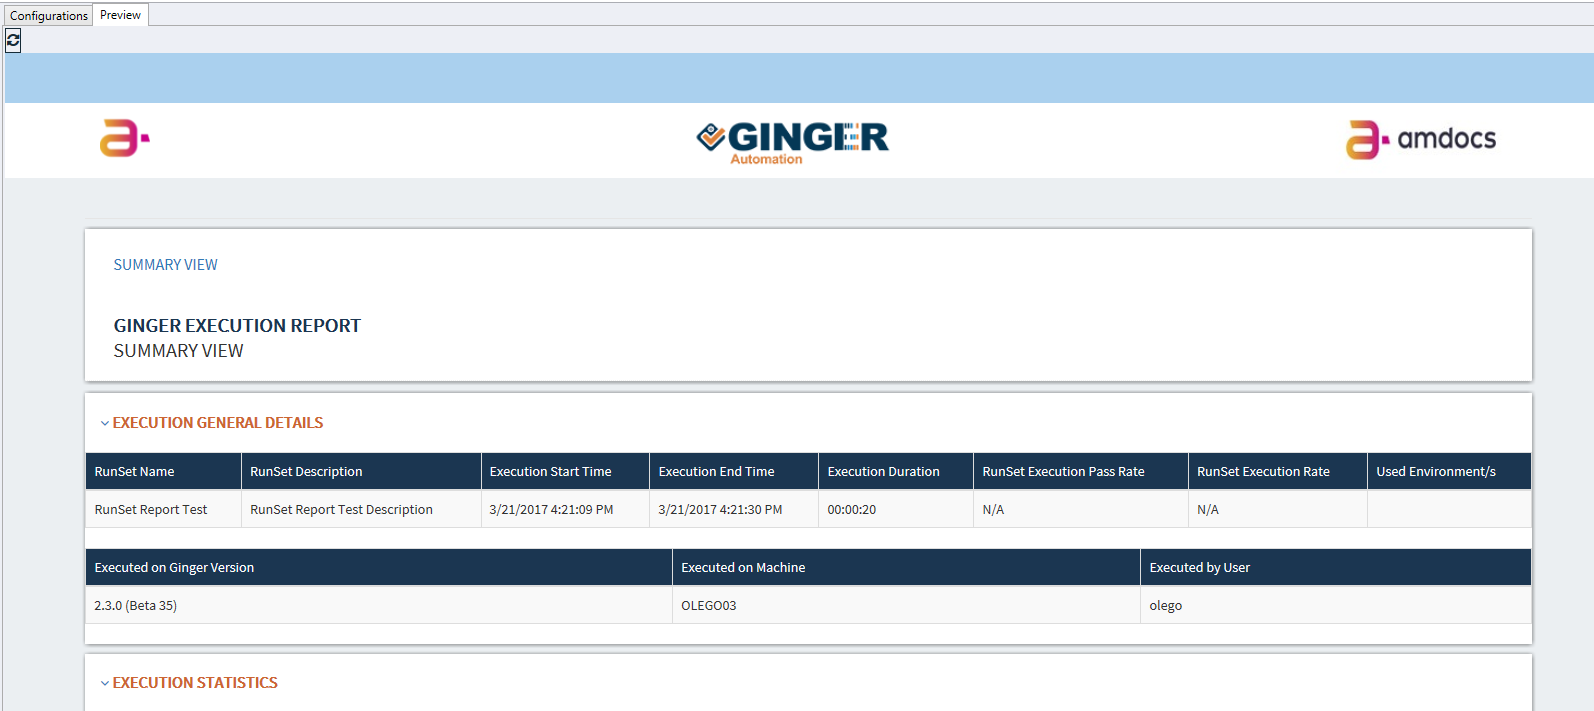 Configurations Preview
GINGER
Automation
amdocs
SUMMARY VIEW
GINGER EXECUTION REPORT
SUMMARY VIEW
EXECUTION GENERAL DETAILS
RunSet Name RunSet Description Execution Start Time Execution End Time Execution Duration RunSet Execution Pass Rate RunSet Execution Rate Used Environment/s
RunSet Report Test RunSet Report Test Description 3/21/2017 4:21:09 PM 3/21/2017 4:21:30 PM 00:00:20 N/A N/A
Executed on Ginger Version Executed on Machine Executed by User
2.3.0 (Beta 35) OLEGO03 olego
EXECUTION STATISTICS